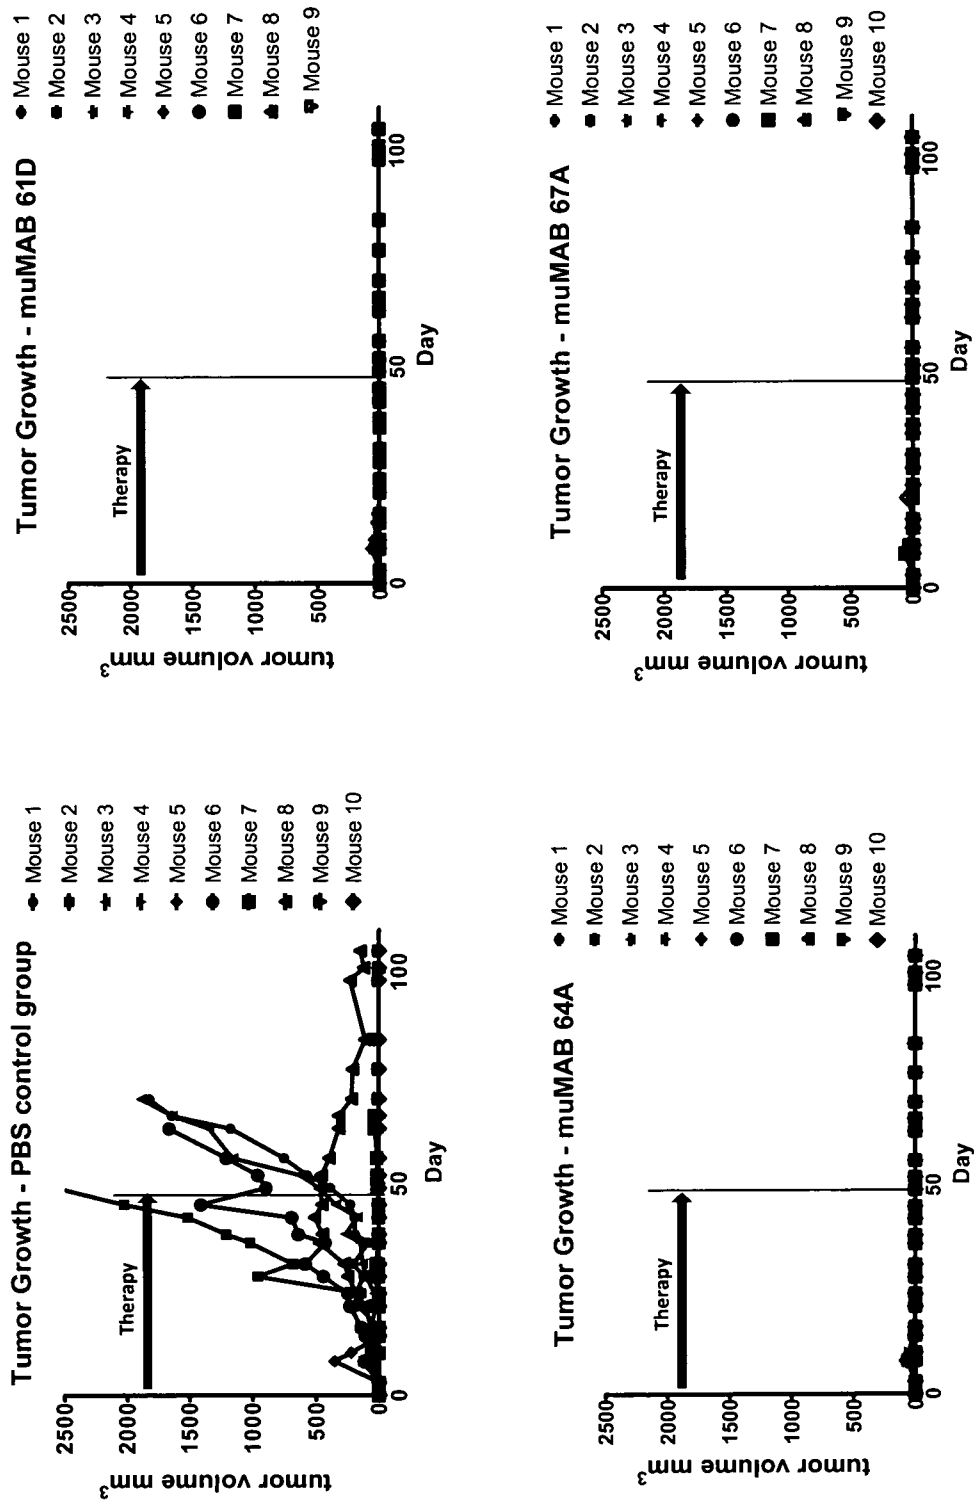 Tumor Growth - PBS control group
tumor volume mm3
2500
2000
1500
1000
500
0
Therapy
0
50
100
Day
Mouse 1
Mouse 2
Mouse 3
Mouse 4
Mouse 5
Mouse 6
Mouse 7
Mouse 8
Mouse 9
Mouse 10
Tumor Growth - muMAB 61D
tumor volume mm3
2500
2000
1500
1000
500
0
Therapy
0
50
100
Day
Mouse 1
Mouse 2
Mouse 3
Mouse 4
Mouse 5
Mouse 6
Mouse 7
Mouse 8
Mouse 9
Tumor Growth - muMAB 64A
tumor volume mm3
2500
2000
1500
1000
500
0
Therapy
0
50
100
Day
Mouse 1
Mouse 2
Mouse 3
Mouse 4
Mouse 5
Mouse 6
Mouse 7
Mouse 8
Mouse 9
Mouse 10
Tumor Growth - muMAB 67A
tumor volume mm3
2500
2000
1500
1000
500
0
Therapy
0
50
100
Day
Mouse 1
Mouse 2
Mouse 3
Mouse 4
Mouse 5
Mouse 6
Mouse 7
Mouse 8
Mouse 9
Mouse 10